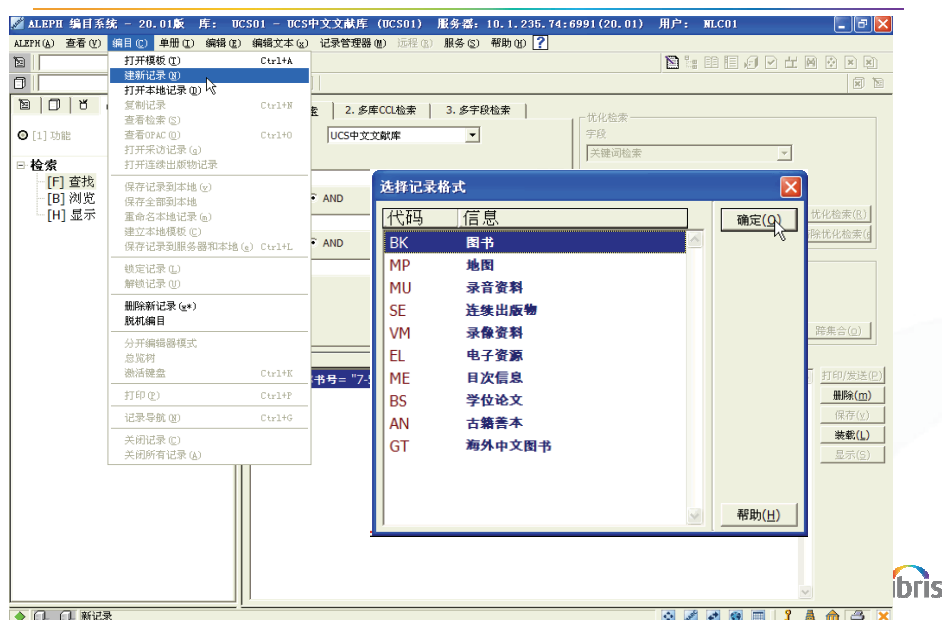 ALEPH 编目系统 - 20.01版 库: UCS01 - UCS中文文献库 (UCS01) 服务器: 10.1.235.74:6991(20.01) 用户: NLC01
ALEPH(A) 查看(V) 编目(C) 单册(I) 编辑(E) 编辑文本(x) 记录管理器(M) 远程(R) 服务(S) 帮助(H) ?
打开模板(T) Ctrl+A
建新记录(N)
打开本地记录(D)
复制记录 Ctrl+N
查看检索(S)
查看OPAC(O) Ctrl+O
打开采访记录(g)
打开连续出版物记录
保存记录到本地(v)
保存全部到本地
重命名本地记录(m)
建立本地模板(C)
保存记录到服务器和本地(e) Ctrl+L
锁定记录(L)
解锁记录(U)
删除新记录(w*)
脱机编目
分开编辑器模式
总览树
激活键盘 Ctrl+K
打印(P) Ctrl+P
记录导航(N) Ctrl+G
关闭记录(C)
关闭所有记录(A)
[1] 功能
检索
[F] 查找
[B] 浏览
[H] 显示
2. 多库CCL检索 3. 多字段检索
UCS中文文献库
AND
AND
书号= "7-
优化检索
字段
关键词检索
优化检索(R)
除优化检索(
跨集合(o)
打印/发送(P)
删除(m)
保存(v)
装载(L)
显示(S)
选择记录格式
代码 信息
BK 图书
MP 地图
MU 录音资料
SE 连续出版物
VM 录像资料
EL 电子资源
ME 目次信息
BS 学位论文
AN 古籍善本
GT 海外中文图书
确定(O)
帮助(H)
ibris
新记录